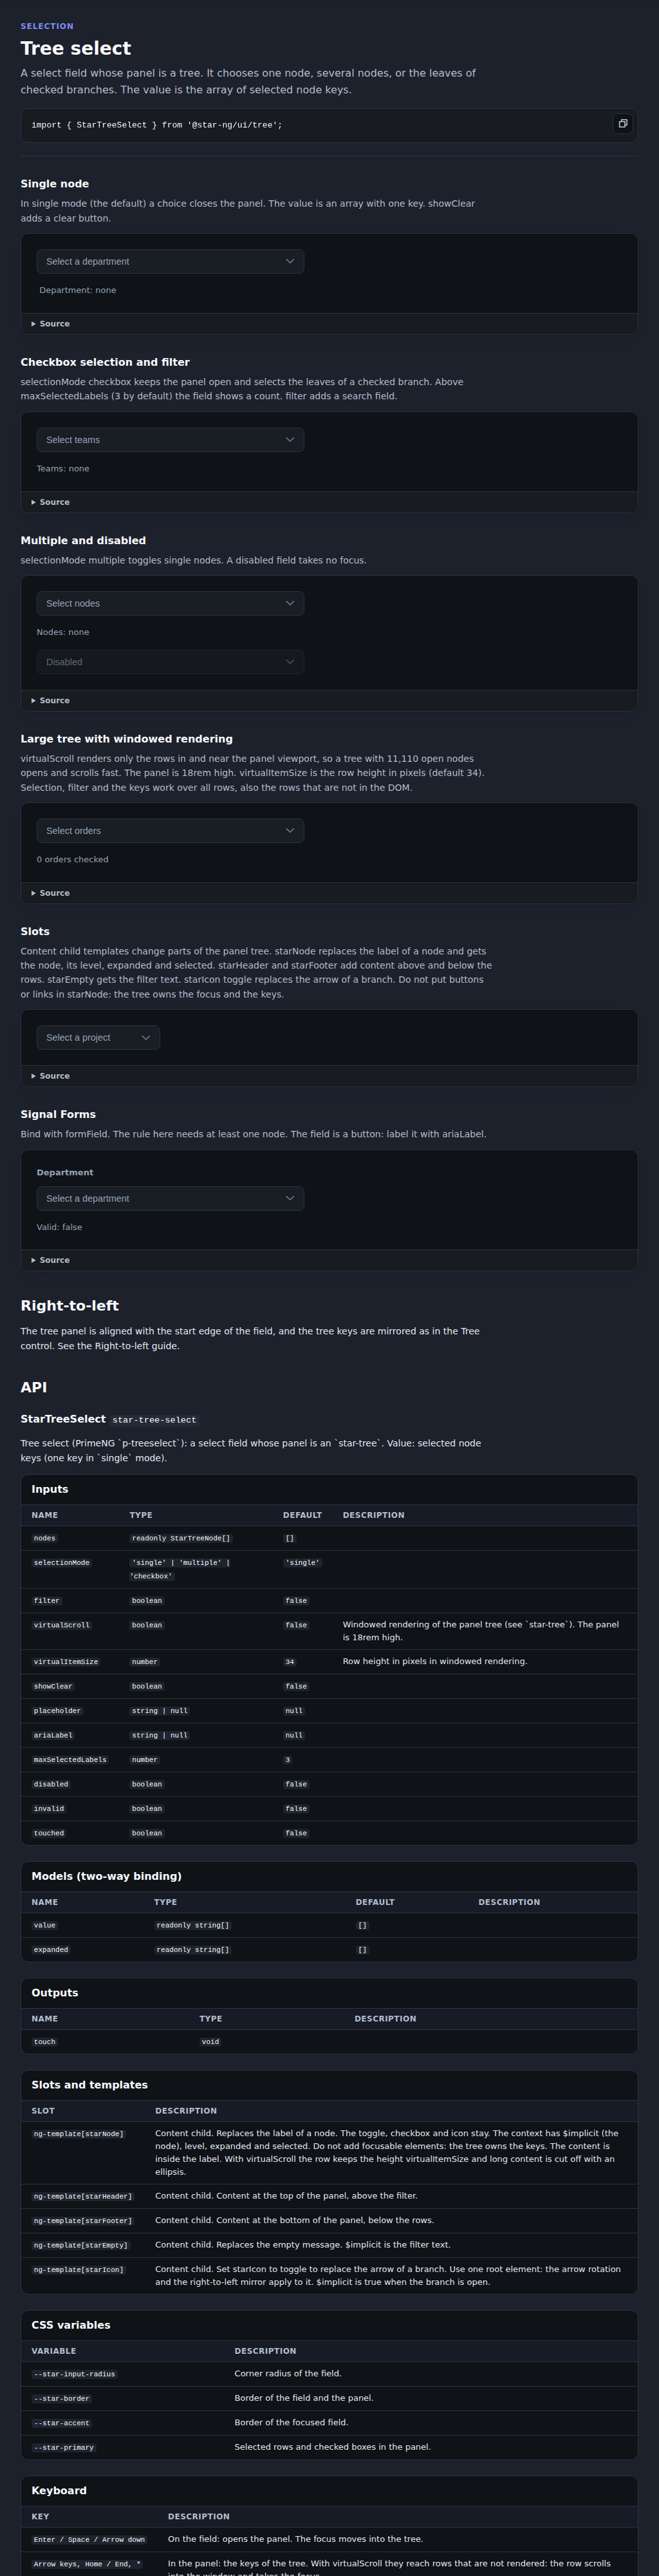 SELECTION
Tree select
A select field whose panel is a tree. It chooses one node, several nodes, or the leaves of
checked branches. The value is the array of selected node keys.
import { StarTreeSelect } from '@star-ng/ui/tree';
Single node
In single mode (the default) a choice closes the panel. The value is an array with one key. showClear
adds a clear button.
Select a department
Department: none
Source
Checkbox selection and filter
selectionMode checkbox keeps the panel open and selects the leaves of a checked branch. Above
maxSelectedLabels (3 by default) the field shows a count. filter adds a search field.
Select teams
Teams: none
Source
Multiple and disabled
selectionMode multiple toggles single nodes. A disabled field takes no focus.
Select nodes
Nodes: none
Disabled
Source
Large tree with windowed rendering
virtualScroll renders only the rows in and near the panel viewport, so a tree with 11,110 open nodes
opens and scrolls fast. The panel is 18rem high. virtualItemSize is the row height in pixels (default 34).
Selection, filter and the keys work over all rows, also the rows that are not in the DOM.
Select orders
0 orders checked
Source
Slots
Content child templates change parts of the panel tree. starNode replaces the label of a node and gets
the node, its level, expanded and selected. starHeader and starFooter add content above and below the
rows. starEmpty gets the filter text. starIcon toggle replaces the arrow of a branch. Do not put buttons
or links in starNode: the tree owns the focus and the keys.
Select a project
Source
Signal Forms
Bind with formField. The rule here needs at least one node. The field is a button: label it with ariaLabel.
Department
Select a department
Valid: false
Source
Right-to-left
The tree panel is aligned with the start edge of the field, and the tree keys are mirrored as in the Tree
control. See the Right-to-left guide.
API
StarTreeSelect star-tree-select
Tree select (PrimeNG `p-treeselect`): a select field whose panel is an `star-tree`. Value: selected node
keys (one key in `single` mode).
Inputs
NAME TYPE DEFAULT DESCRIPTION
nodes readonly StarTreeNode[] []
selectionMode 'single' | 'multiple' | 'single'
'checkbox'
filter boolean false
virtualScroll boolean false Windowed rendering of the panel tree (see `star-tree`). The panel
is 18rem high.
virtualItemSize number 34 Row height in pixels in windowed rendering.
showClear boolean false
placeholder string | null null
ariaLabel string | null null
maxSelectedLabels number 3
disabled boolean false
invalid boolean false
touched boolean false
Models (two-way binding)
NAME TYPE DEFAULT DESCRIPTION
value readonly string[] []
expanded readonly string[] []
Outputs
NAME TYPE DESCRIPTION
touch void
Slots and templates
SLOT DESCRIPTION
ng-template[starNode] Content child. Replaces the label of a node. The toggle, checkbox and icon stay. The context has $implicit (the
node), level, expanded and selected. Do not add focusable elements: the tree owns the keys. The content is
inside the label. With virtualScroll the row keeps the height virtualItemSize and long content is cut off with an
ellipsis.
ng-template[starHeader] Content child. Content at the top of the panel, above the filter.
ng-template[starFooter] Content child. Content at the bottom of the panel, below the rows.
ng-template[starEmpty] Content child. Replaces the empty message. $implicit is the filter text.
ng-template[starIcon] Content child. Set starIcon to toggle to replace the arrow of a branch. Use one root element: the arrow rotation
and the right-to-left mirror apply to it. $implicit is true when the branch is open.
CSS variables
VARIABLE DESCRIPTION
--star-input-radius Corner radius of the field.
--star-border Border of the field and the panel.
--star-accent Border of the focused field.
--star-primary Selected rows and checked boxes in the panel.
Keyboard
KEY DESCRIPTION
Enter / Space / Arrow down On the field: opens the panel. The focus moves into the tree.
Arrow keys, Home / End, * In the panel: the keys of the tree. With virtualScroll they reach rows that are not rendered: the row scrolls